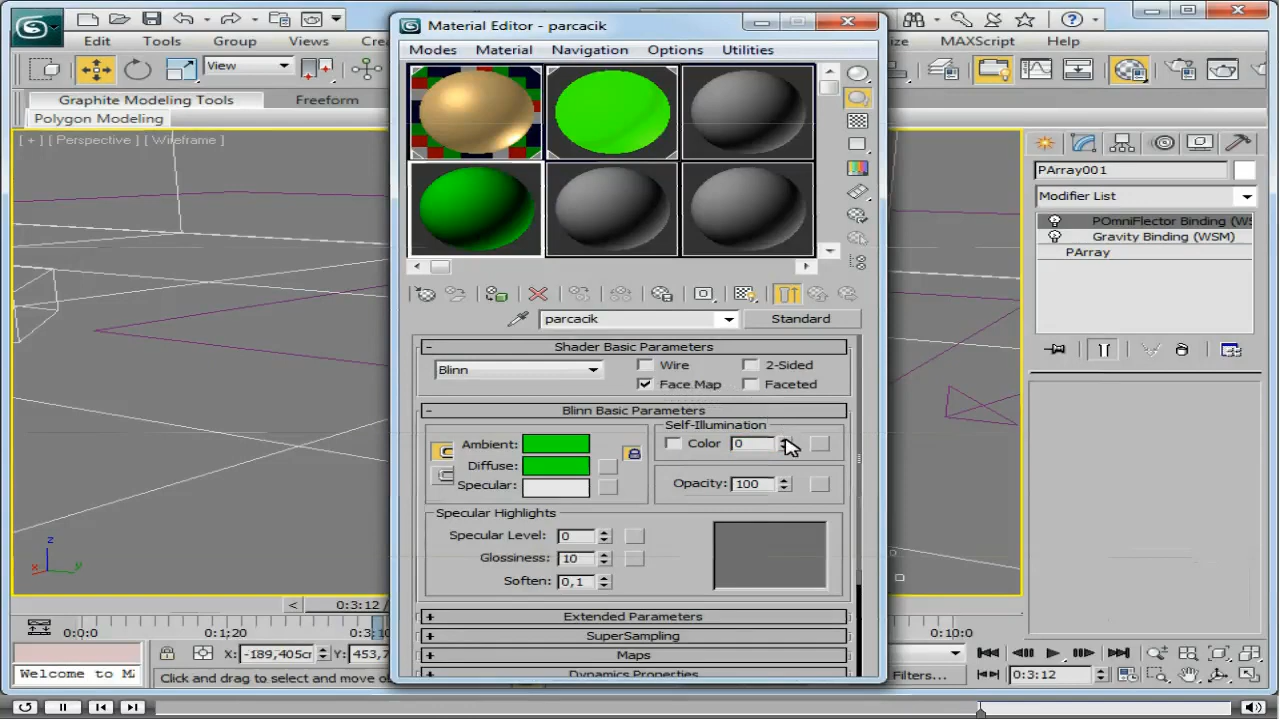 Material Editor - parcacik
Edit Tools Group Views Crea
ize MAXScript Help
Modes Material Navigation Options Utilities
View
Graphite Modeling Tools Freeform
Polygon Modeling
[ + ] [ Perspective ] [ Wireframe ]
PArray001
Modifier List
POmniFlector Binding (WS
Gravity Binding (WSM)
PArray
parcacik Standard
- Shader Basic Parameters
Blinn Wire 2-Sided
Face Map Faceted
- Blinn Basic Parameters
Self-Illumination
Ambient: Color 0
Diffuse:
Specular: Opacity: 100
Specular Highlights
Specular Level: 0
Glossiness: 10
Soften: 0,1
+ Extended Parameters
+ SuperSampling
+ Maps
Dynamics Properties
z
x y
< 0:3:12
0:0:0 0:1;20 0:3; 0:10:0
X: -189,405cr Y: 453,7
Welcome to MA Click and drag to select and move o
Filters... 0:3:12